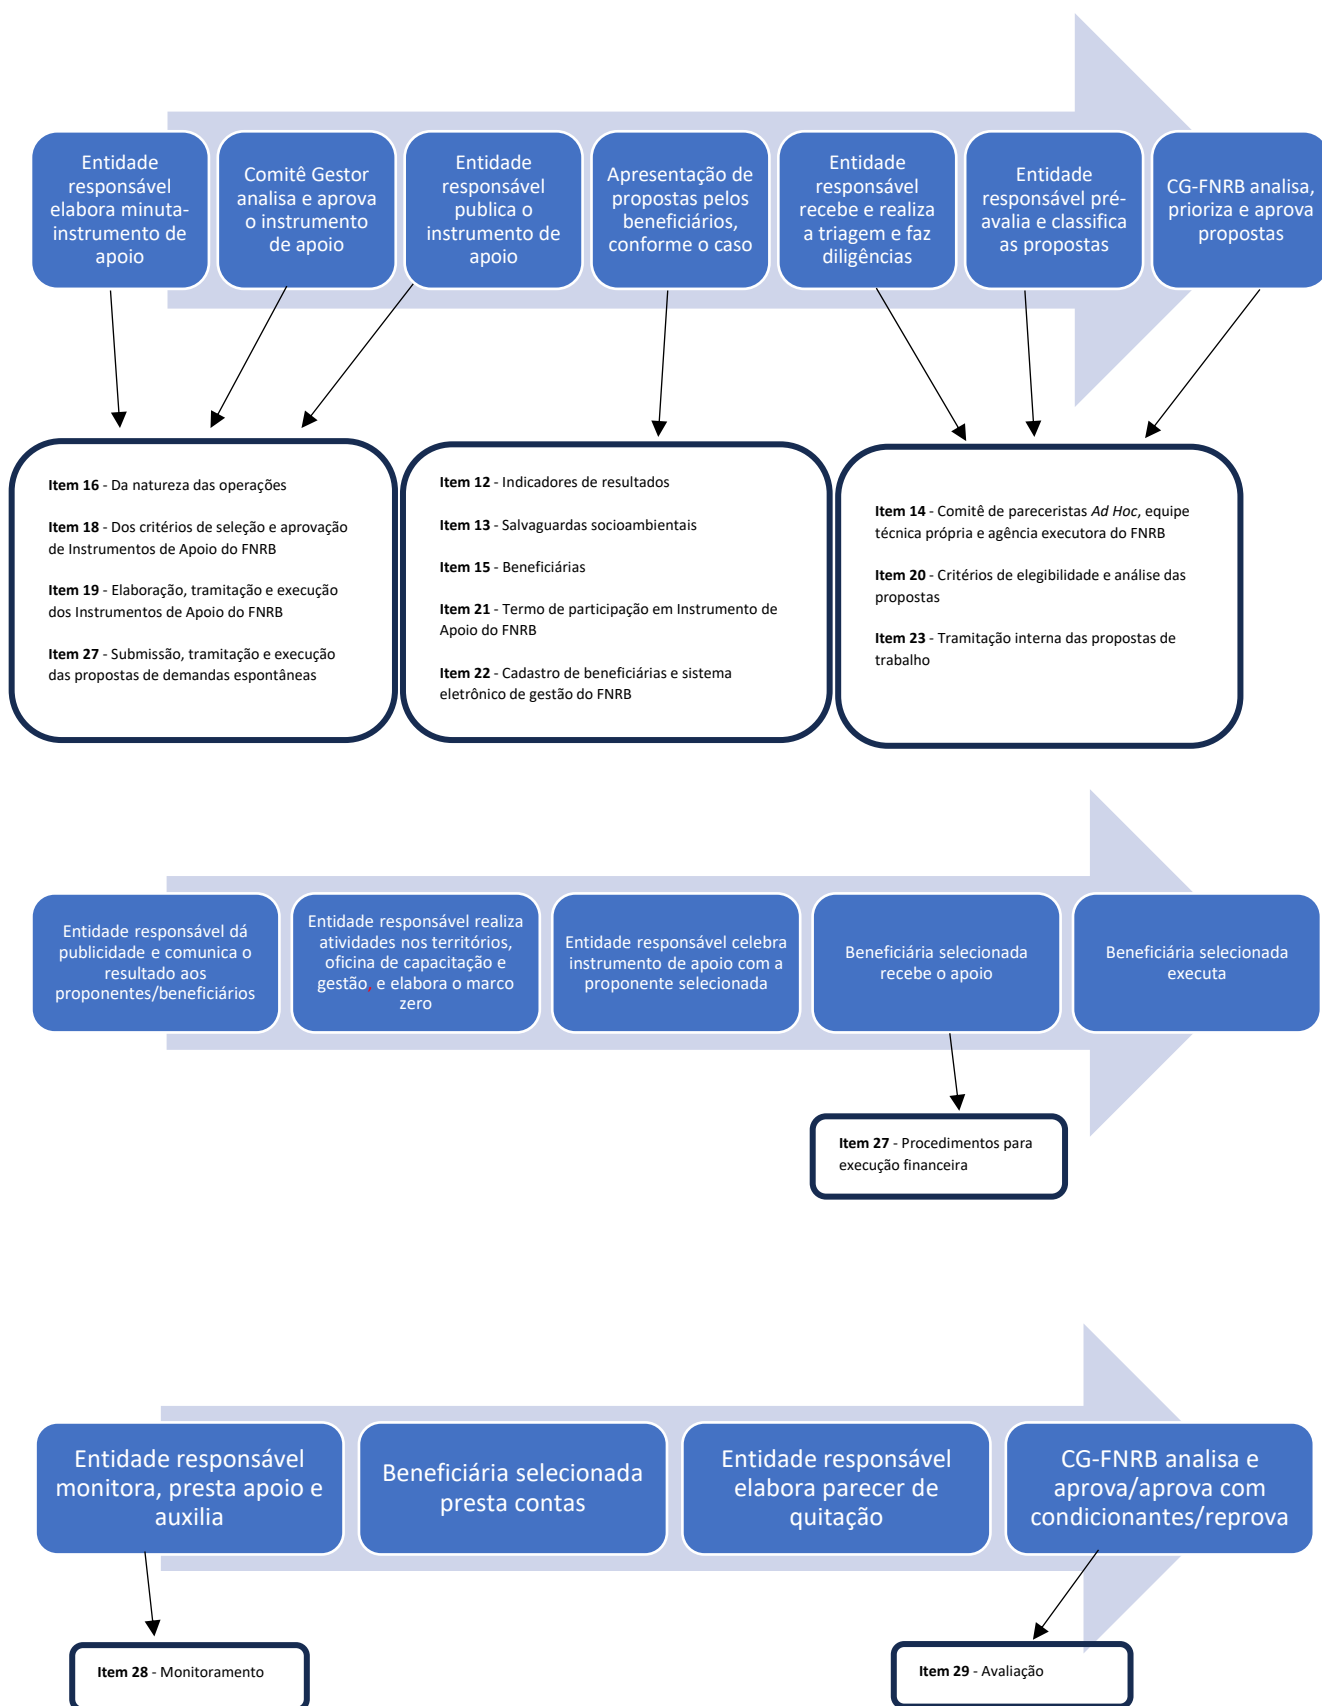 Entidade
responsável
elabora minuta-
instrumento de
apoio
Comitê Gestor
analisa e aprova
o instrumento
de apoio
Entidade
responsável
publica o
instrumento de
apoio
Apresentação de
propostas pelos
beneficiários,
conforme o caso
Entidade
responsável
recebe e realiza
a triagem e faz
diligências
Entidade
responsável pré-
avalia e classifica
as propostas
CG-FNRB analisa,
prioriza e aprova
propostas
Item 16 - Da natureza das operações
Item 18 - Dos critérios de seleção e aprovação
de Instrumentos de Apoio do FNRB
Item 19 - Elaboração, tramitação e execução
dos Instrumentos de Apoio do FNRB
Item 27 - Submissão, tramitação e execução
das propostas de demandas espontâneas
Item 12 - Indicadores de resultados
Item 13 - Salvaguardas socioambientais
Item 15 - Beneficiárias
Item 21 - Termo de participação em Instrumento de
Apoio do FNRB
Item 22 - Cadastro de beneficiárias e sistema
eletrônico de gestão do FNRB
Item 14 - Comitê de pareceristas Ad Hoc, equipe
técnica própria e agência executora do FNRB
Item 20 - Critérios de elegibilidade e análise das
propostas
Item 23 - Tramitação interna das propostas de
trabalho
Entidade responsável dá
publicidade e comunica o
resultado aos
proponentes/beneficiários
Entidade responsável realiza
atividades nos territórios,
oficina de capacitação e
gestão, e elabora o marco
zero
Entidade responsável celebra
instrumento de apoio com a
proponente selecionada
Beneficiária selecionada
recebe o apoio
Beneficiária selecionada
executa
Item 27 - Procedimentos para
execução financeira
Entidade responsável
monitora, presta apoio e
auxilia
Beneficiária selecionada
presta contas
Entidade responsável
elabora parecer de
quitação
CG-FNRB analisa e
aprova/aprova com
condicionantes/reprova
Item 28 - Monitoramento
Item 29 - Avaliação